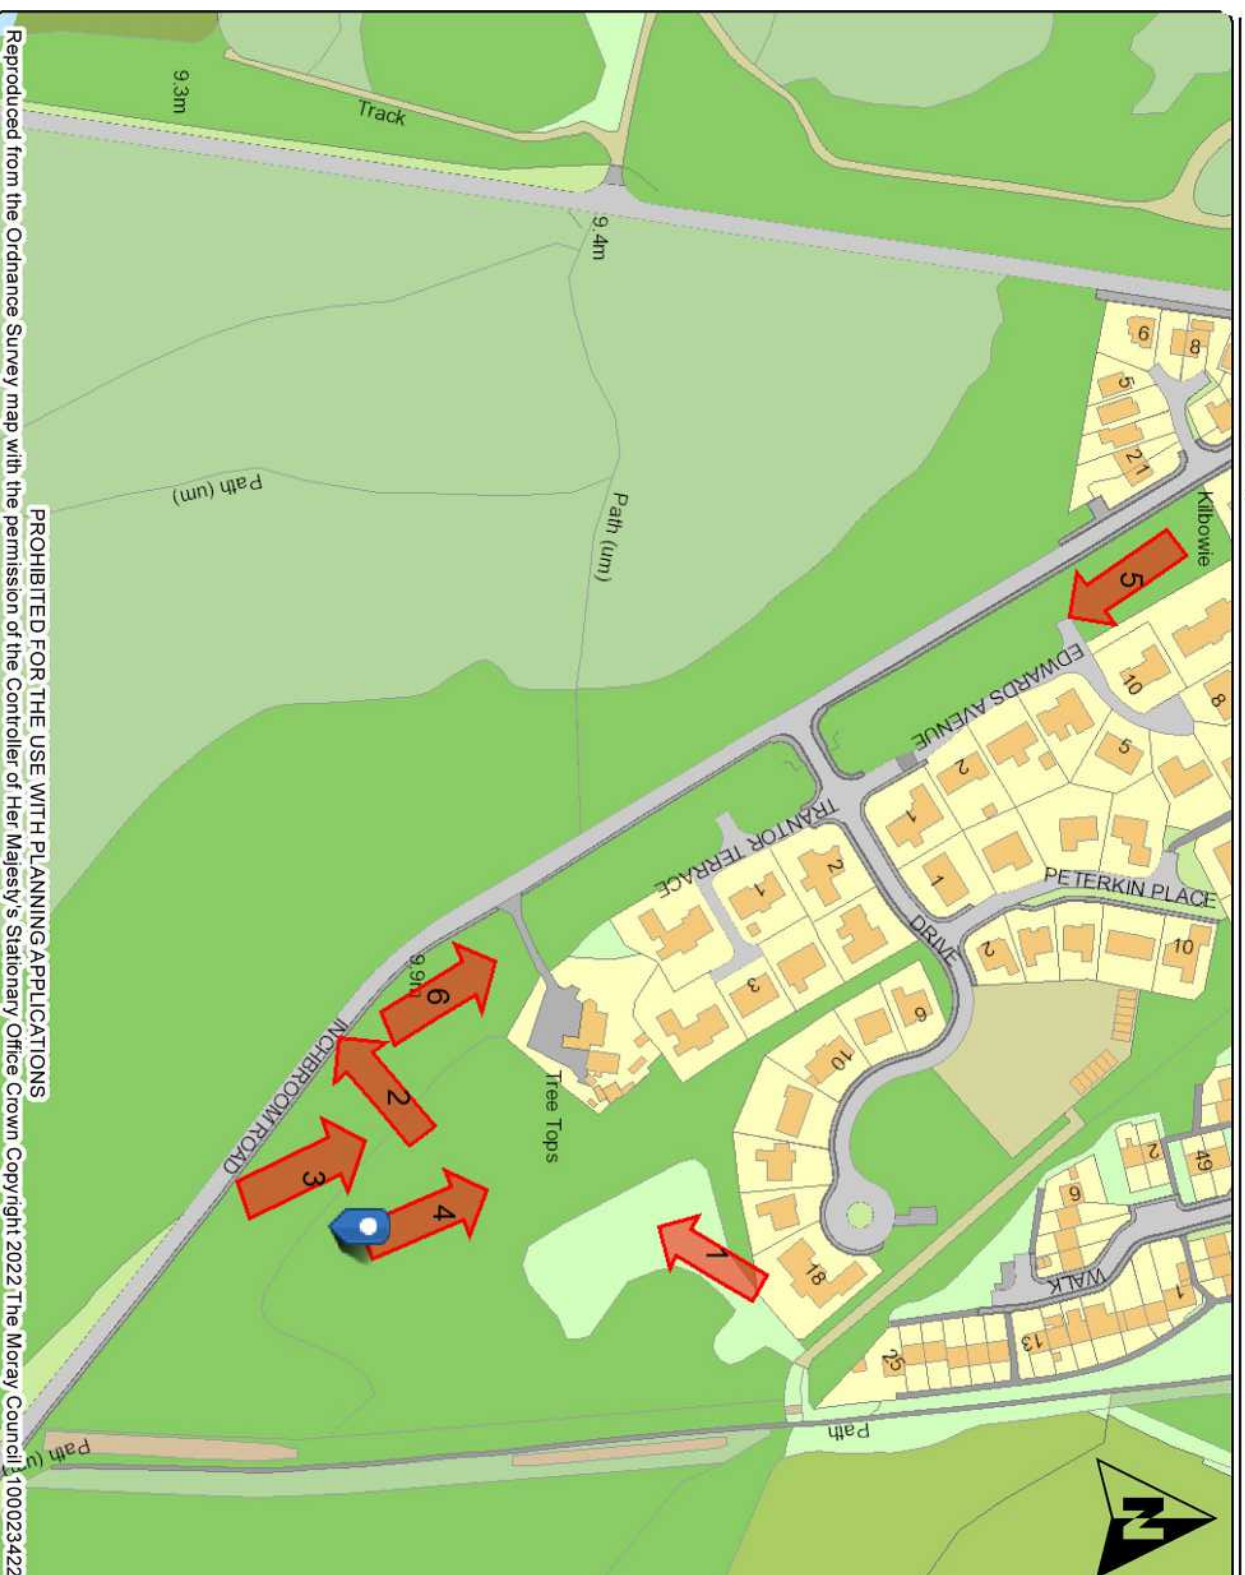 9.3m
Track
9.4m
Path (um)
Path (um)
6
8
5
2 1
Kilbowie
5
EDWARDS AVENUE
10
8
5
2
1
1
PETERKIN PLACE
TRANTOR TERRACE
2
1
3
DRIVE
2
10
9
10
18
9.9m
6
INCHBROOM ROAD
2
3
4
1
Tree Tops
2
49
9
WALK
1
13
25
Path
N
PROHIBITED FOR THE USE WITH PLANNING APPLICATIONS
Reproduced from the Ordnance Survey map with the permission of the Controller of Her Majesty's Stationary Office Crown Copyright 2022 The Moray Council 100023422